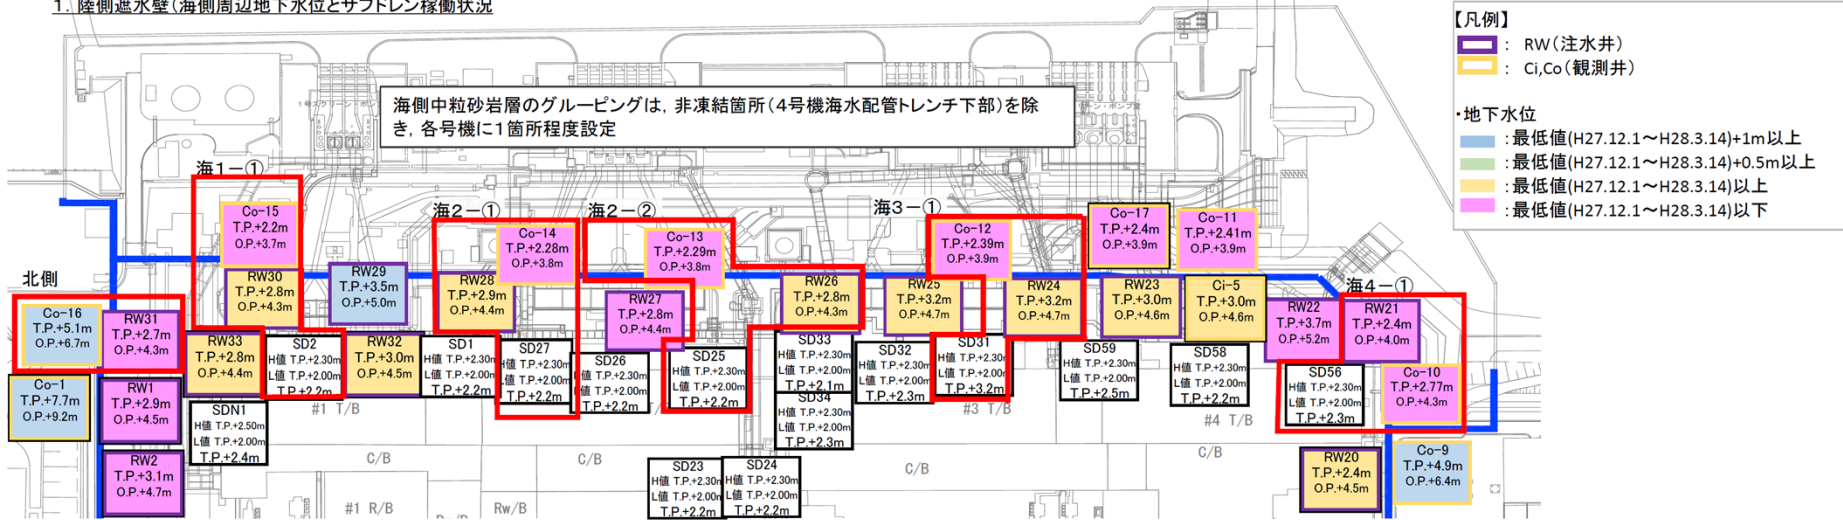 1．陸側遮水壁（海側周辺地下水位とサブドレン稼働状況
【凡例】
： RW（注水井）
： Ci,Co（観測井）
・地下水位
：最低値(H27.12.1～H28.3.14)+1m以上
：最低値(H27.12.1～H28.3.14)+0.5m以上
：最低値(H27.12.1～H28.3.14)以上
：最低値(H27.12.1～H28.3.14)以下
海側中粒砂岩層のグルーピングは，非凍結箇所（4号機海水配管トレンチ下部）を除
き，各号機に1箇所程度設定
海1－①
海2－①
海2－②
海3－①
海4－①
北側
Co-15
T.P.+2.2m
O.P.+3.7m
Co-14
T.P.+2.28m
O.P.+3.8m
Co-13
T.P.+2.29m
O.P.+3.8m
Co-12
T.P.+2.39m
O.P.+3.9m
Co-17
T.P.+2.4m
O.P.+3.9m
Co-11
T.P.+2.41m
O.P.+3.9m
RW30
T.P.+2.8m
O.P.+4.3m
RW29
T.P.+3.5m
O.P.+5.0m
RW28
T.P.+2.9m
O.P.+4.4m
RW27
T.P.+2.8m
O.P.+4.4m
RW26
T.P.+2.8m
O.P.+4.3m
RW25
T.P.+3.2m
O.P.+4.7m
RW24
T.P.+3.2m
O.P.+4.7m
RW23
T.P.+3.0m
O.P.+4.6m
Ci-5
T.P.+3.0m
O.P.+4.6m
RW22
T.P.+3.7m
O.P.+5.2m
RW21
T.P.+2.4m
O.P.+4.0m
Co-16
T.P.+5.1m
O.P.+6.7m
RW31
T.P.+2.7m
O.P.+4.3m
RW33
T.P.+2.8m
O.P.+4.4m
SD2
H値 T.P.+2.30m
L値 T.P.+2.00m
T.P.+2.2m
RW32
T.P.+3.0m
O.P.+4.5m
SD1
H値 T.P.+2.30m
L値 T.P.+2.00m
T.P.+2.2m
SD27
H値 T.P.+2.30m
L値 T.P.+2.00m
T.P.+2.2m
SD26
H値 T.P.+2.30m
L値 T.P.+2.00m
T.P.+2.2m
SD25
H値 T.P.+2.30m
L値 T.P.+2.00m
T.P.+2.2m
SD33
H値 T.P.+2.30m
L値 T.P.+2.00m
T.P.+2.1m
SD34
H値 T.P.+2.30m
L値 T.P.+2.00m
T.P.+2.3m
SD32
H値 T.P.+2.30m
L値 T.P.+2.00m
T.P.+2.3m
SD31
H値 T.P.+2.30m
L値 T.P.+2.00m
T.P.+3.2m
SD59
H値 T.P.+2.30m
L値 T.P.+2.00m
T.P.+2.5m
SD58
H値 T.P.+2.30m
L値 T.P.+2.00m
T.P.+2.2m
SD56
H値 T.P.+2.30m
L値 T.P.+2.00m
T.P.+2.3m
Co-10
T.P.+2.77m
O.P.+4.3m
Co-1
T.P.+7.7m
O.P.+9.2m
RW1
T.P.+2.9m
O.P.+4.5m
SDN1
H値 T.P.+2.50m
L値 T.P.+2.00m
T.P.+2.4m
#1 T/B
#3 T/B
#4 T/B
RW2
T.P.+3.1m
O.P.+4.7m
C/B
C/B
C/B
C/B
SD23
H値 T.P.+2.30m
L値 T.P.+2.00m
T.P.+2.2m
SD24
H値 T.P.+2.30m
L値 T.P.+2.00m
T.P.+2.2m
RW20
T.P.+2.4m
O.P.+4.5m
Co-9
T.P.+4.9m
O.P.+6.4m
#1 R/B
Rw/B